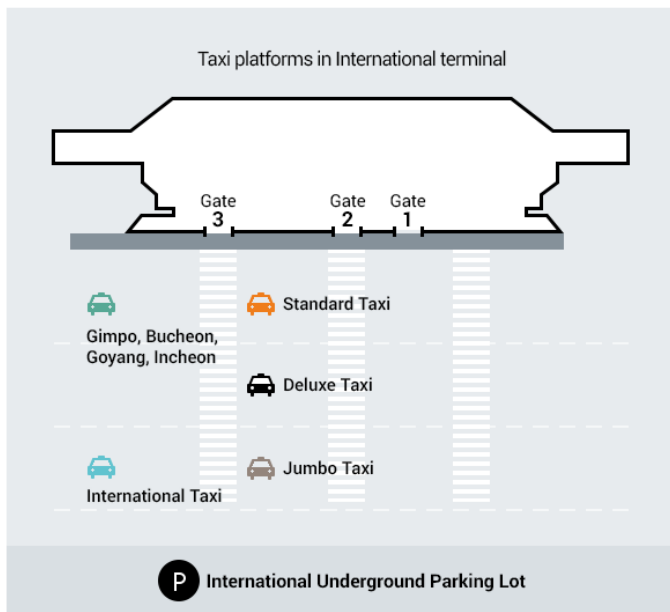 Taxi platforms in International terminal
Gate
3
Gate
2
Gate
1
Gimpo, Bucheon,
Goyang, Incheon
Standard Taxi
Deluxe Taxi
International Taxi
Jumbo Taxi
P International Underground Parking Lot